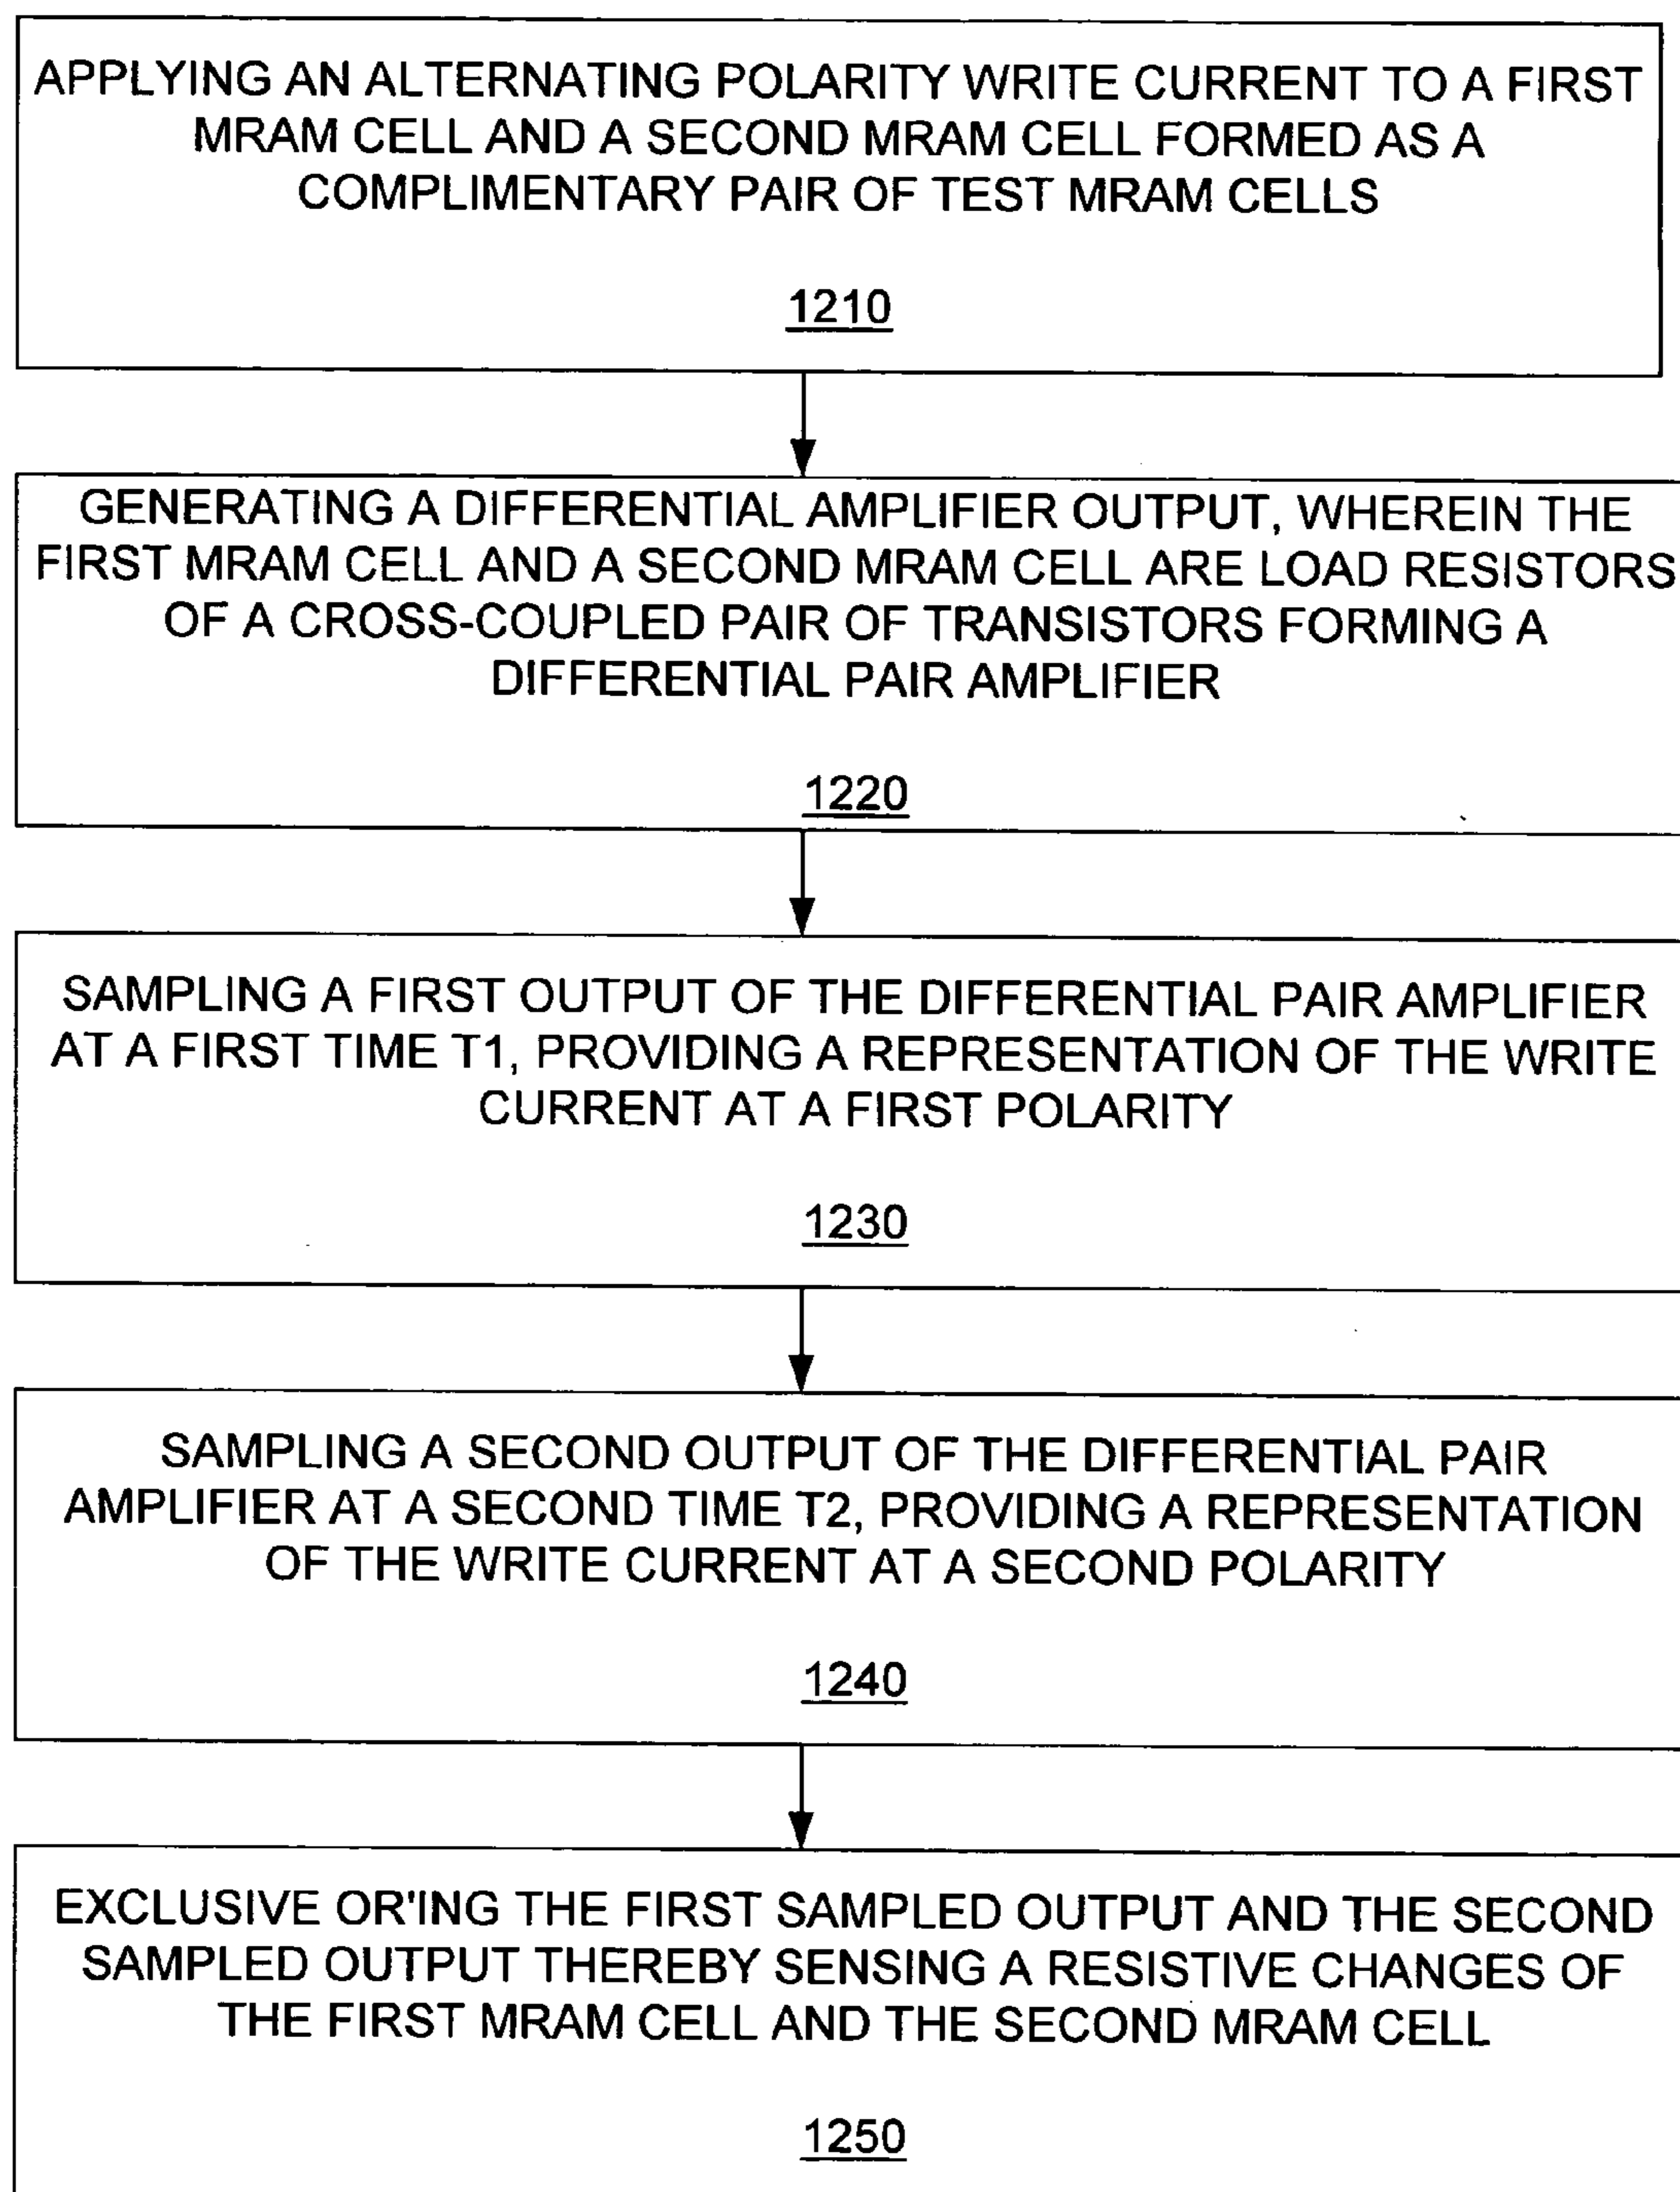 APPLYING AN ALTERNATING POLARITY WRITE CURRENT TO A FIRST
MRAM CELL AND A SECOND MRAM CELL FORMED AS A
COMPLIMENTARY PAIR OF TEST MRAM CELLS
1210
GENERATING A DIFFERENTIAL AMPLIFIER OUTPUT, WHEREIN THE
FIRST MRAM CELL AND A SECOND MRAM CELL ARE LOAD RESISTORS
OF A CROSS-COUPLED PAIR OF TRANSISTORS FORMING A
DIFFERENTIAL PAIR AMPLIFIER
1220
SAMPLING A FIRST OUTPUT OF THE DIFFERENTIAL PAIR AMPLIFIER
AT A FIRST TIME T1, PROVIDING A REPRESENTATION OF THE WRITE
CURRENT AT A FIRST POLARITY
1230
SAMPLING A SECOND OUTPUT OF THE DIFFERENTIAL PAIR
AMPLIFIER AT A SECOND TIME T2, PROVIDING A REPRESENTATION
OF THE WRITE CURRENT AT A SECOND POLARITY
1240
EXCLUSIVE OR'ING THE FIRST SAMPLED OUTPUT AND THE SECOND
SAMPLED OUTPUT THEREBY SENSING A RESISTIVE CHANGES OF
THE FIRST MRAM CELL AND THE SECOND MRAM CELL
1250